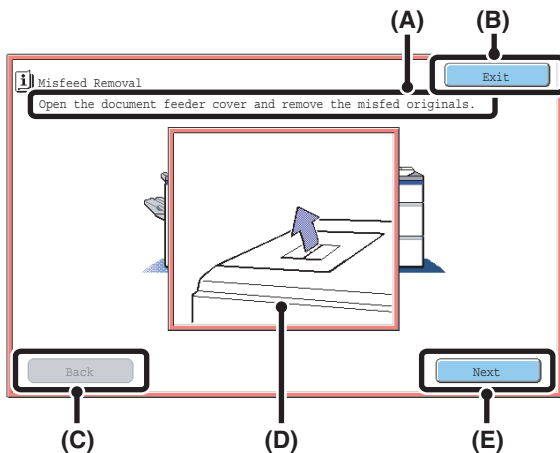 (A) (B)
i Misfeed Removal Exit
Open the document feeder cover and remove the misfed originals.
Back Next
(C) (D) (E)